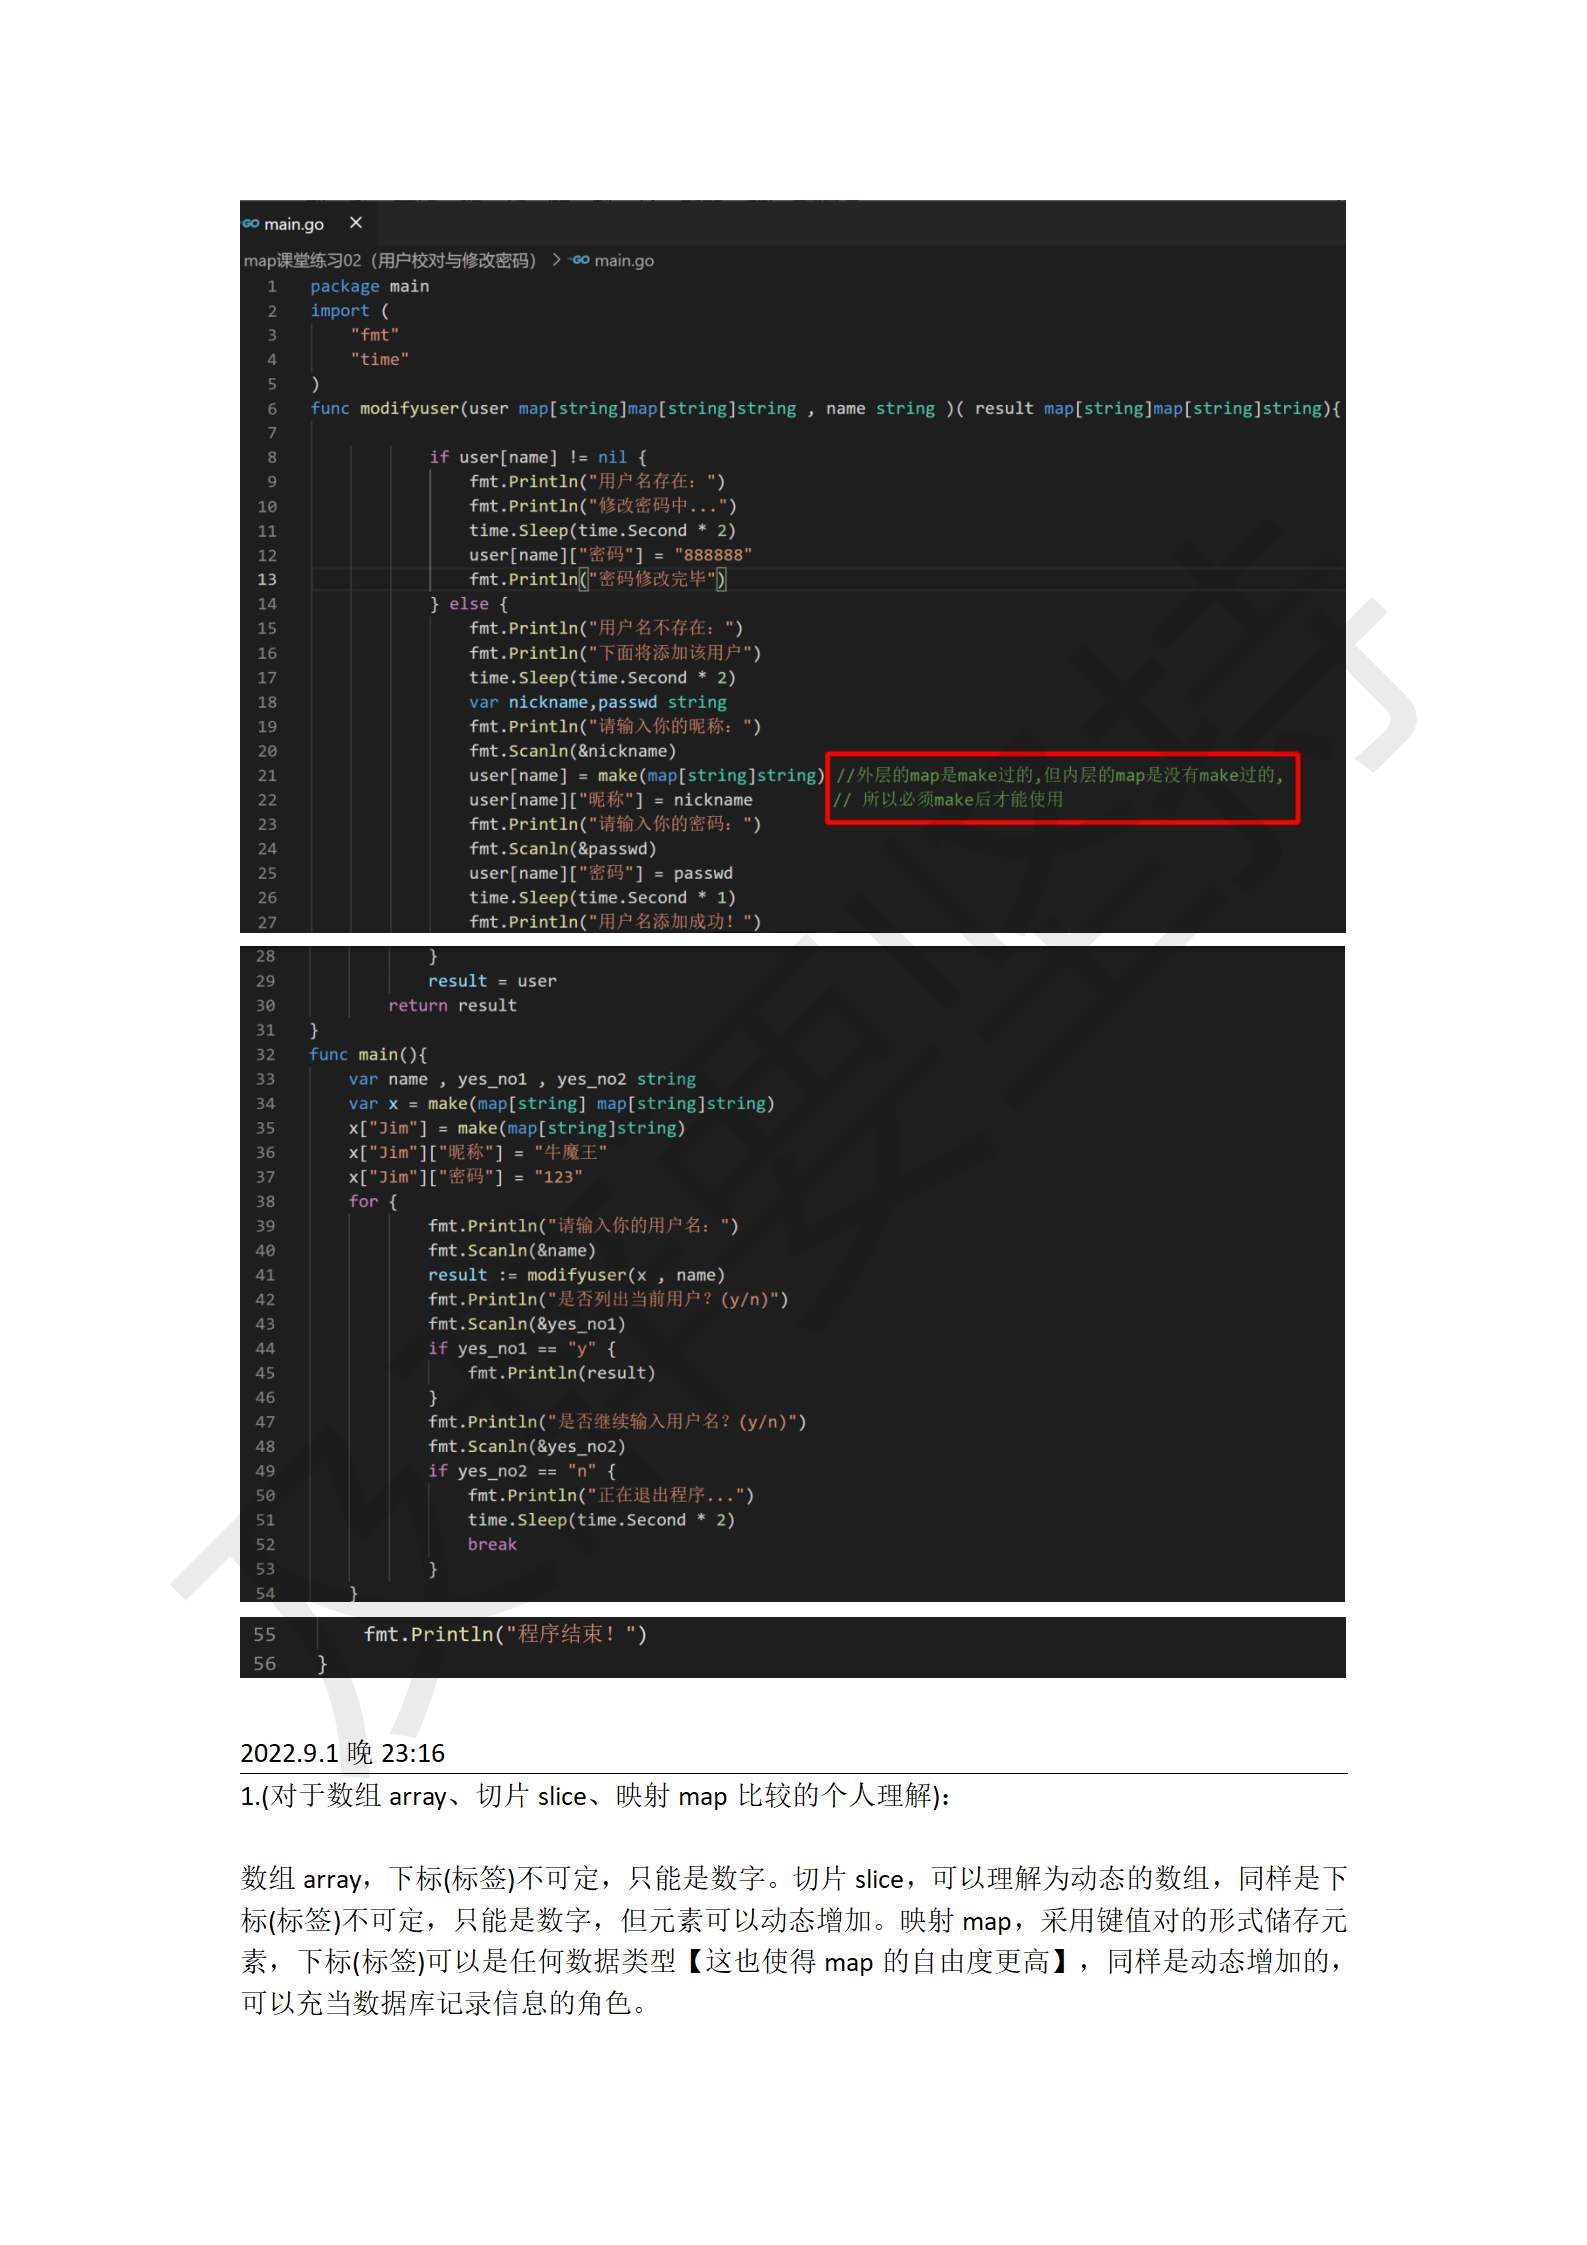 main.go ×
map课堂练习02（用户校对与修改密码） > main.go
1 package main
2 import (
3 "fmt"
4 "time"
5 )
6 func modifyuser(user map[string]map[string]string , name string )( result map[string]map[string]string){
7
8 if user[name] != nil {
9 fmt.Println("用户名存在：")
10 fmt.Println("修改密码中...")
11 time.Sleep(time.Second * 2)
12 user[name]["密码"] = "888888"
13 fmt.Println("密码修改完毕")
14 } else {
15 fmt.Println("用户名不存在：")
16 fmt.Println("下面将添加该用户")
17 time.Sleep(time.Second * 2)
18 var nickname,passwd string
19 fmt.Println("请输入你的昵称：")
20 fmt.Scanln(&nickname)
21 user[name] = make(map[string]string) //外层的map是make过的,但内层的map是没有make过的,
22 user[name]["昵称"] = nickname // 所以必须make后才能使用
23 fmt.Println("请输入你的密码：")
24 fmt.Scanln(&passwd)
25 user[name]["密码"] = passwd
26 time.Sleep(time.Second * 1)
27 fmt.Println("用户名添加成功！")
28 }
29 result = user
30 return result
31 }
32 func main(){
33 var name , yes_no1 , yes_no2 string
34 var x = make(map[string] map[string]string)
35 x["Jim"] = make(map[string]string)
36 x["Jim"]["昵称"] = "牛魔王"
37 x["Jim"]["密码"] = "123"
38 for {
39 fmt.Println("请输入你的用户名：")
40 fmt.Scanln(&name)
41 result := modifyuser(x , name)
42 fmt.Println("是否列出当前用户？(y/n)")
43 fmt.Scanln(&yes_no1)
44 if yes_no1 == "y" {
45 fmt.Println(result)
46 }
47 fmt.Println("是否继续输入用户名？(y/n)")
48 fmt.Scanln(&yes_no2)
49 if yes_no2 == "n" {
50 fmt.Println("正在退出程序...")
51 time.Sleep(time.Second * 2)
52 break
53 }
54 }
55 fmt.Println("程序结束！")
56 }
2022.9.1 晚 23:16
1.(对于数组 array、切片 slice、映射 map 比较的个人理解)：
数组 array，下标(标签)不可定，只能是数字。切片 slice，可以理解为动态的数组，同样是下
标(标签)不可定，只能是数字，但元素可以动态增加。映射 map，采用键值对的形式储存元
素，下标(标签)可以是任何数据类型【这也使得 map 的自由度更高】，同样是动态增加的，
可以充当数据库记录信息的角色。